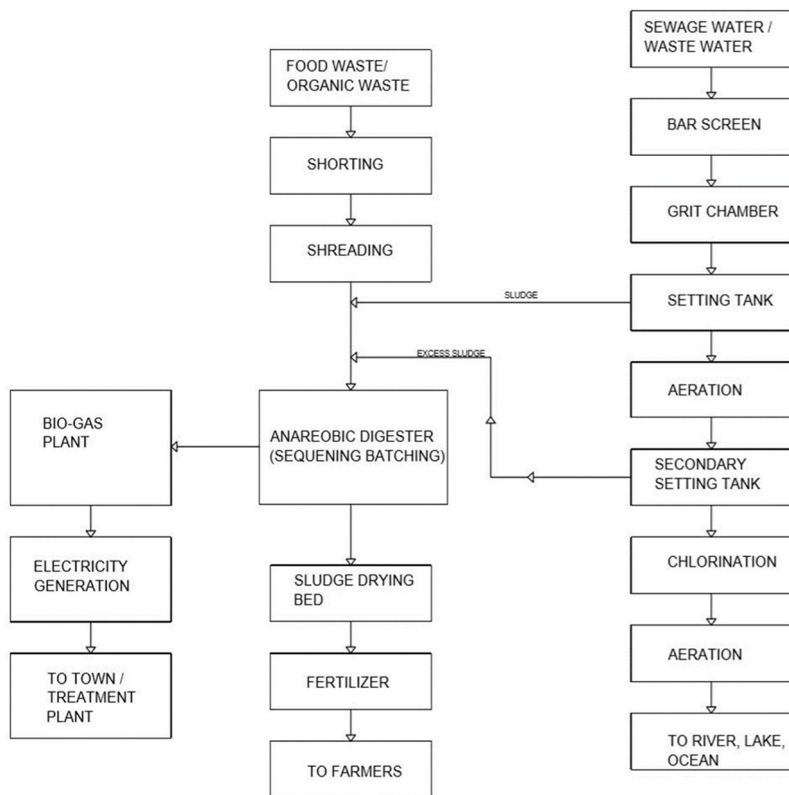 SEWAGE WATER /
WASTE WATER
FOOD WASTE/
ORGANIC WASTE
BAR SCREEN
SHORTING
GRIT CHAMBER
SHREADING
SLUDGE
SETTING TANK
EXCESS SLUDGE
AERATION
BIO-GAS
PLANT
ANAREOBIC DIGESTER
(SEQUENING BATCHING)
SECONDARY
SETTING TANK
ELECTRICITY
GENERATION
SLUDGE DRYING
BED
CHLORINATION
AERATION
TO TOWN /
TREATMENT
PLANT
FERTILIZER
TO RIVER, LAKE,
OCEAN
TO FARMERS